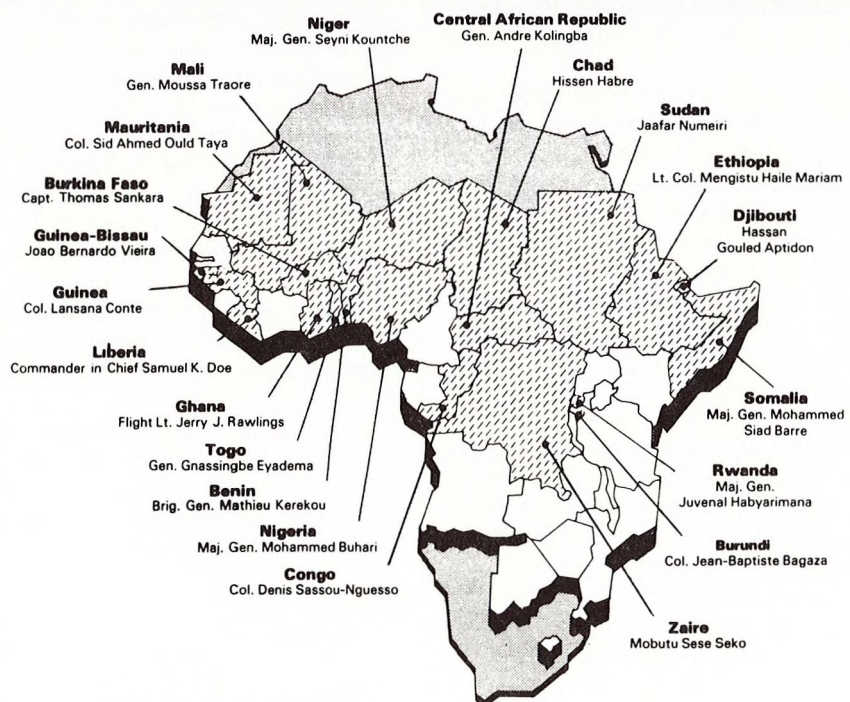 Niger
Maj. Gen. Seyni Kountche
Central African Republic
Gen. Andre Kolingba
Mali
Gen. Moussa Traore
Chad
Hissen Habre
Mauritania
Col. Sid Ahmed Ould Taya
Sudan
Jaafar Numeiri
Burkina Faso
Capt. Thomas Sankara
Ethiopia
Lt. Col. Mengistu Haile Mariam
Guinea-Bissau
Joao Bernardo Vieira
Djibouti
Hassan
Gouled Aptidon
Guinea
Col. Lansana Conte
Liberia
Commander in Chief Samuel K. Doe
Ghana
Flight Lt. Jerry J. Rawlings
Somalia
Maj. Gen. Mohammed
Siad Barre
Togo
Gen. Gnassingbe Eyadema
Rwanda
Maj. Gen.
Juvenal Habyarimana
Benin
Brig. Gen. Mathieu Kerekou
Nigeria
Maj. Gen. Mohammed Buhari
Burundi
Col. Jean-Baptiste Bagaza
Congo
Col. Denis Sassou-Nguesso
Zaire
Mobutu Sese Seko